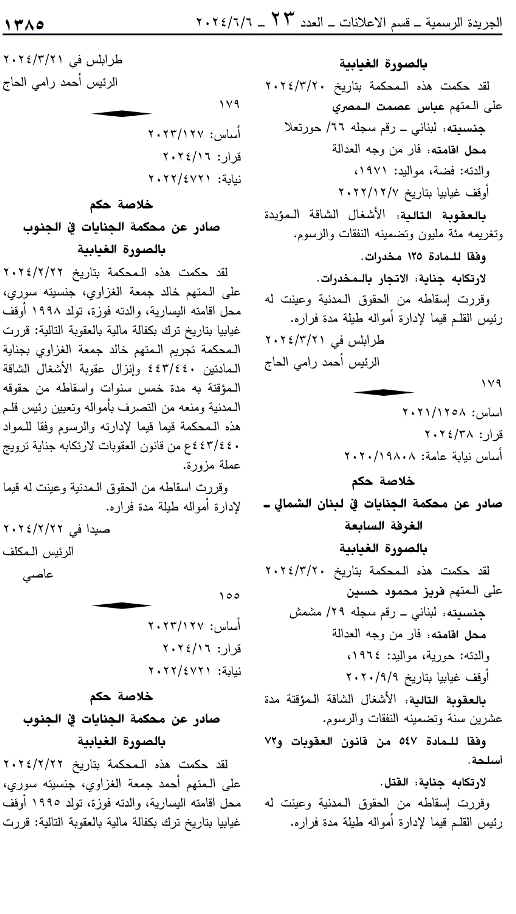 الجريدة الرسمية ــ قسم الاعلانات ــ العدد ٢٣ ــ ٢٠٢٤/٦/٦
١٣٨٥
بالصورة الغيابية
لقد حكمت هذه المحكمة بتاريخ ٢٠٢٤/٣/٢٠
على المتهم عباس عصمت المصري
جنسيته: لبناني ــ رقم سجله ٦٦/ حورتعلا
محل اقامته: فار من وجه العدالة
والدته: فضة، مواليد: ١٩٧١،
أوقف غيابيا بتاريخ ٢٠٢٢/١٢/٧
بالعقوبة التالية: الأشغال الشاقة المؤبدة
وتغريمه مئة مليون وتضمينه النفقات والرسوم.
وفقا للمادة ١٢٥ مخدرات.
لارتكابه جناية: الاتجار بالمخدرات.
وقررت إسقاطه من الحقوق المدنية وعينت له
رئيس القلم قيما لإدارة أمواله طيلة مدة فراره.
طرابلس في ٢٠٢٤/٣/٢١
الرئيس أحمد رامي الحاج
١٧٩
اساس: ٢٠٢١/١٢٥٨
قرار: ٢٠٢٤/٣٨
أساس نيابة عامة: ٢٠٢٠/١٩٨٠٨
خلاصة حكم
صادر عن محكمة الجنايات في لبنان الشمالي ــ
الغرفة السابعة
بالصورة الغيابية
لقد حكمت هذه المحكمة بتاريخ ٢٠٢٤/٣/٢٠
على المتهم فريز محمود حسين
جنسيته: لبناني ــ رقم سجله ٢٩/ مشمش
محل اقامته: فار من وجه العدالة
والدته: حورية، مواليد: ١٩٦٤،
أوقف غيابيا بتاريخ ٢٠٢٠/٩/٩
بالعقوبة التالية: الأشغال الشاقة المؤقتة مدة
عشرين سنة وتضمينه النفقات والرسوم.
وفقا للمادة ٥٤٧ من قانون العقوبات و٧٢
أسلحة.
لارتكابه جناية: القتل.
وقررت إسقاطه من الحقوق المدنية وعينت له
رئيس القلم قيما لإدارة أمواله طيلة مدة فراره.
طرابلس في ٢٠٢٤/٣/٢١
الرئيس أحمد رامي الحاج
١٧٩
أساس: ٢٠٢٣/١٢٧
قرار: ٢٠٢٤/١٦
نيابة: ٢٠٢٢/٤٧٢١
خلاصة حكم
صادر عن محكمة الجنايات في الجنوب
بالصورة الغيابية
لقد حكمت هذه المحكمة بتاريخ ٢٠٢٤/٢/٢٢
على المتهم خالد جمعة الغزاوي، جنسيته سوري،
محل اقامته اليسارية، والدته فوزة، تولد ١٩٩٨ أوقف
غيابيا بتاريخ ترك بكفالة مالية بالعقوبة التالية: قررت
المحكمة تجريم المتهم خالد جمعة الغزاوي بجناية
المادتين ٤٤٣/٤٤٠ وإنزال عقوبة الأشغال الشاقة
المؤقتة به مدة خمس سنوات واسقاطه من حقوقه
المدنية ومنعه من التصرف بأمواله وتعيين رئيس قلم
هذه المحكمة قيما قيما لإدارته والرسوم وفقا للمواد
٤٤٣/٤٤٠ع من قانون العقوبات لارتكابه جناية ترويج
عملة مزورة.
وقررت اسقاطه من الحقوق المدنية وعينت له قيما
لإدارة أمواله طيلة مدة فراره.
صيدا في ٢٠٢٤/٢/٢٢
الرئيس المكلف
عاصي
١٥٥
أساس: ٢٠٢٣/١٢٧
قرار: ٢٠٢٤/١٦
نيابة: ٢٠٢٢/٤٧٢١
خلاصة حكم
صادر عن محكمة الجنايات في الجنوب
بالصورة الغيابية
لقد حكمت هذه المحكمة بتاريخ ٢٠٢٤/٢/٢٢
على المتهم أحمد جمعة الغزاوي، جنسيته سوري،
محل اقامته اليسارية، والدته فوزة، تولد ١٩٩٥ أوقف
غيابيا بتاريخ ترك بكفالة مالية بالعقوبة التالية: قررت